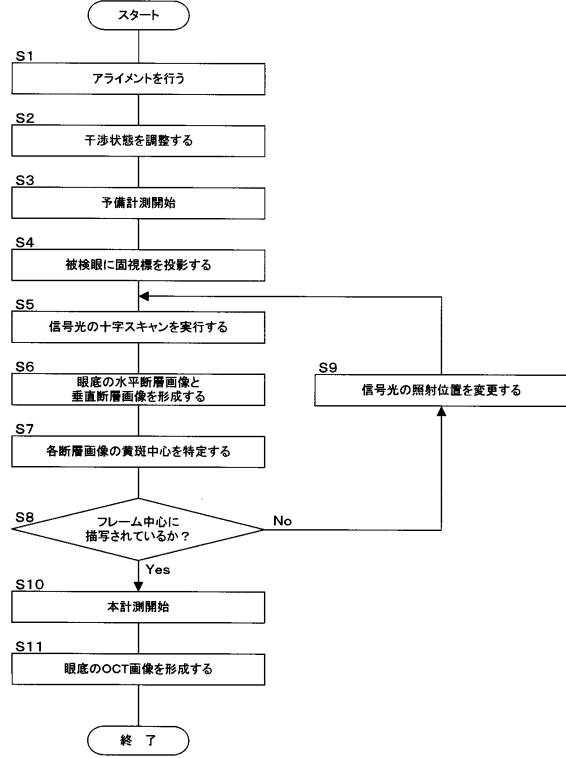 スタート
S1
アライメントを行う
S2
干渉状態を調整する
S3
予備計測開始
S4
被検眼に固視標を投影する
S5
信号光の十字スキャンを実行する
S6
眼底の水平断層画像と
垂直断層画像を形成する
S9
信号光の照射位置を変更する
S7
各断層画像の黄斑中心を特定する
S8
フレーム中心に
描写されているか？
No
Yes
S10
本計測開始
S11
眼底のOCT画像を形成する
終　了